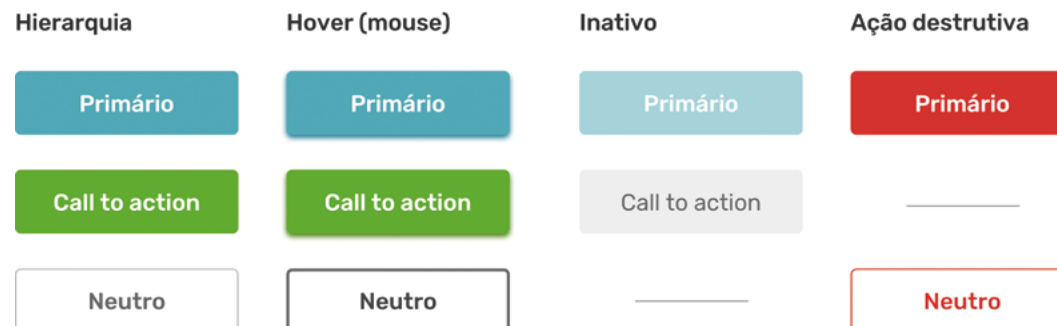 Hierarquia Hover (mouse) Inativo Ação destrutiva
Primário Primário Primário Primário
Call to action Call to action Call to action
Neutro Neutro Neutro